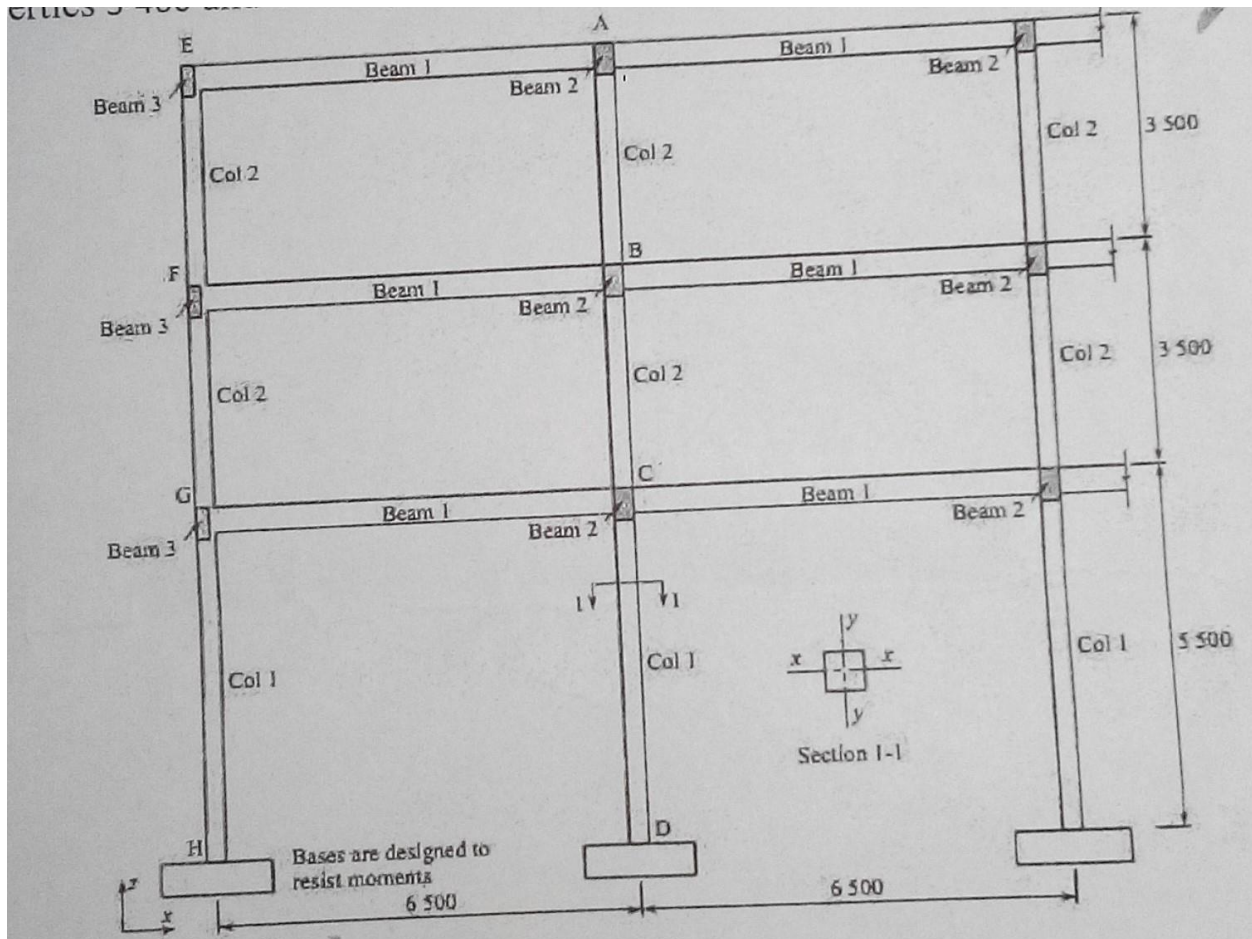 E
A
Beam 1
Beam 1
Beam 3
Beam 2
Beam 2
Col 2
Col 2
Col 2
3 500
F
B
Beam 1
Beam 1
Beam 3
Beam 2
Beam 2
Col 2
Col 2
Col 2
3 500
G
C
Beam 1
Beam 1
Beam 3
Beam 2
Beam 2
1
1
Col 1
Col 1
Col 1
5 500
y
x
x
y
Section 1-1
H
D
Bases are designed to
resist moments
z
x
6 500
6 500